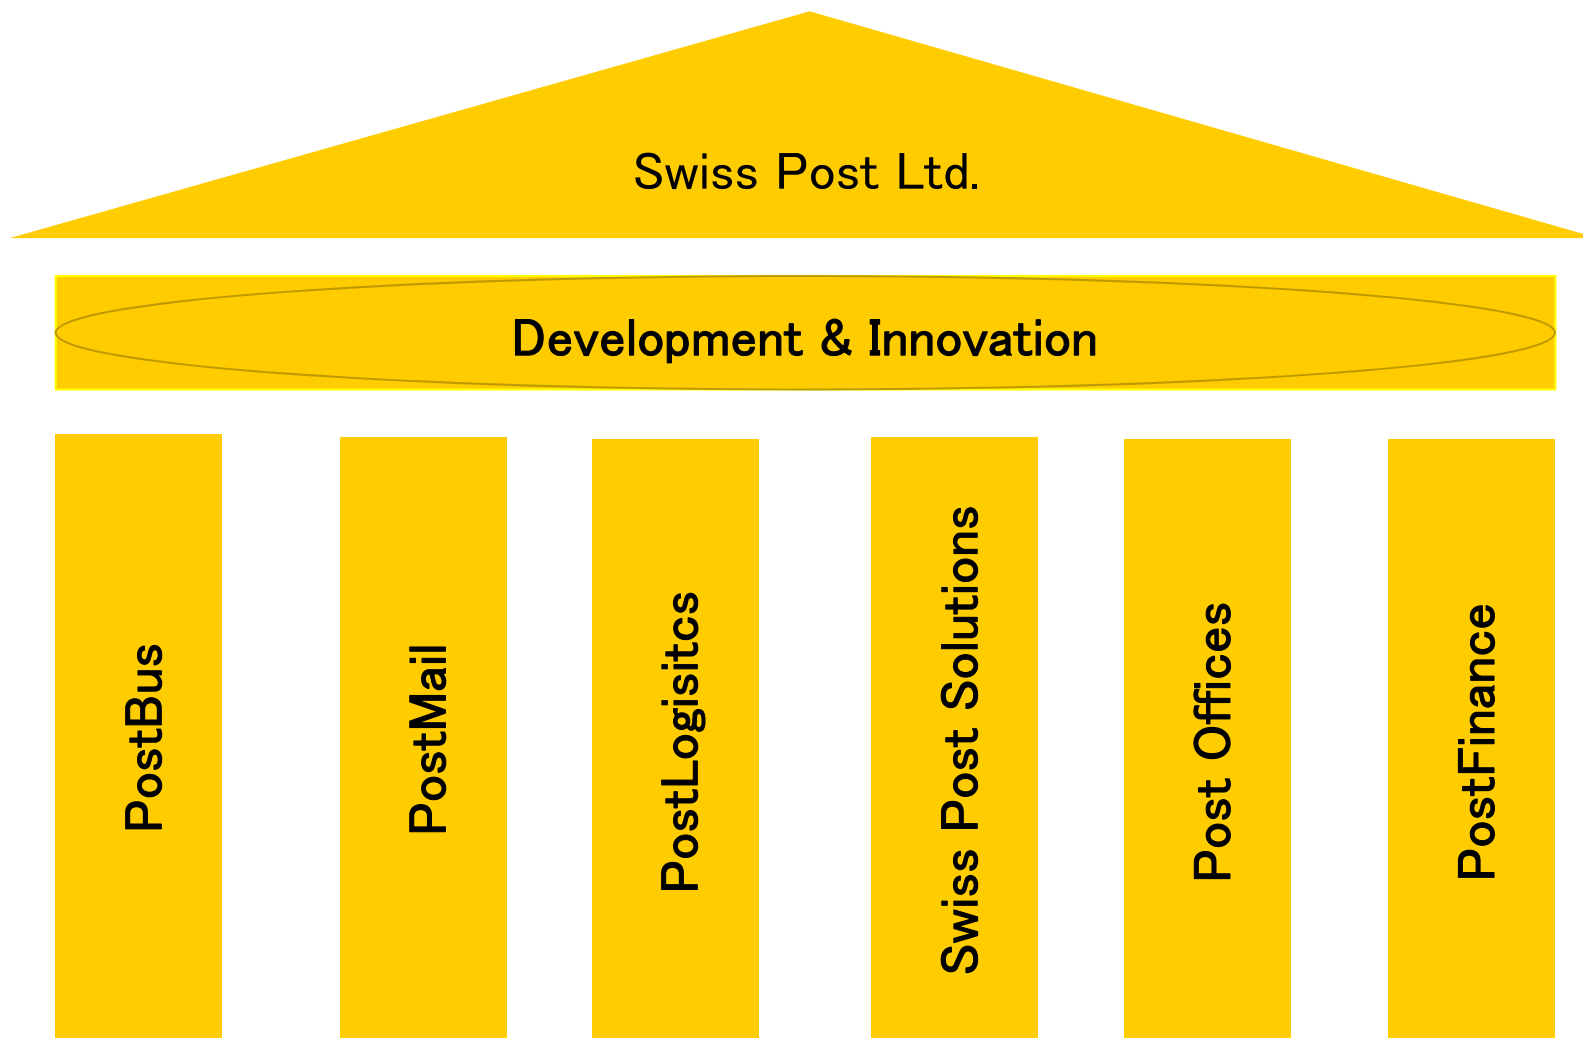 Swiss Post Ltd.
Development & Innovation
PostBus
PostMail
PostLogisitcs
Swiss Post Solutions
Post Offices
PostFinance